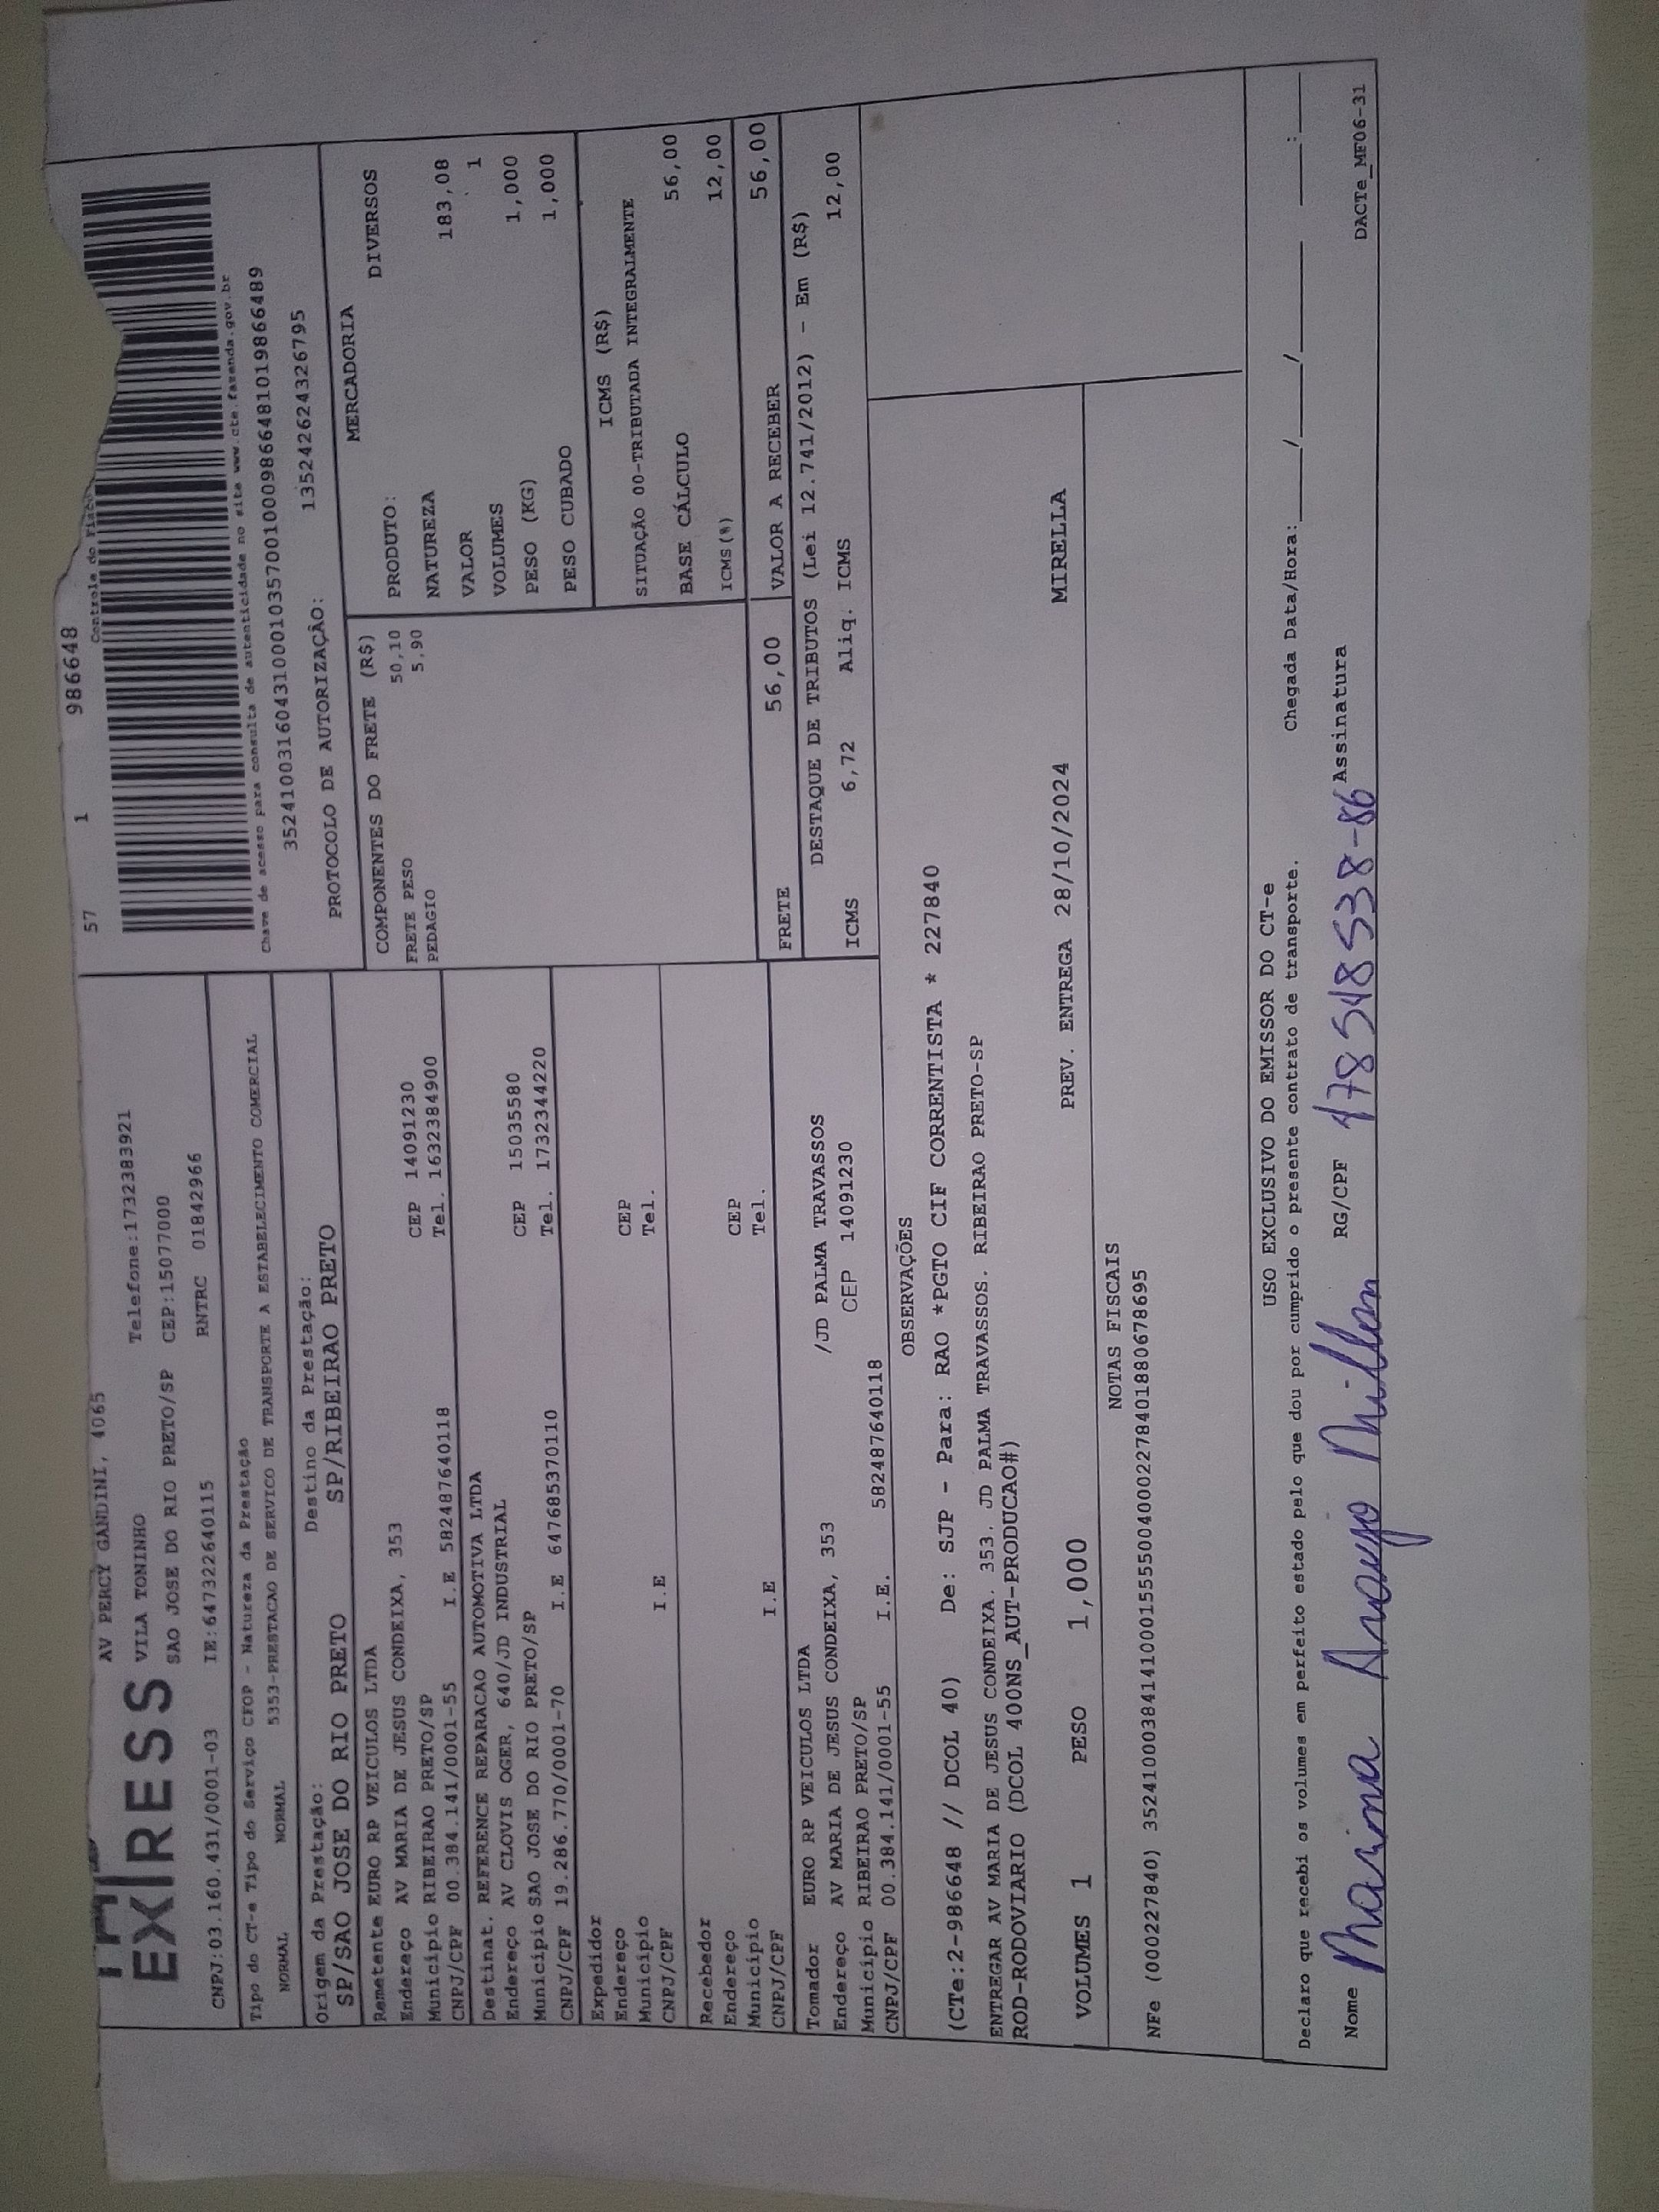 EXPRESS
AV PERCY GANDINI, 4065
VILA TONINHO Telefone:1732383921
SAO JOSE DO RIO PRETO/SP CEP:15077000
CNPJ:03.160.431/0001-03 IE:647322640115 RNTRC 01842966
Tipo do CT-e Tipo do Serviço CFOP - Natureza da Prestação
NORMAL NORMAL 5353-PRESTACAO DE SERVICO DE TRANSPORTE A ESTABELECIMENTO COMERCIAL
Origem da Prestação: Destino da Prestação:
SP/SAO JOSE DO RIO PRETO SP/RIBEIRAO PRETO
57 1 986648
Controle do Fisco
Chave de acesso para consulta de autenticidade no site www.cte.fazenda.gov.br
35241003160431000103570010009866481019866489
PROTOCOLO DE AUTORIZAÇÃO: 135242624326795
Remetente EURO RP VEICULOS LTDA
Endereço AV MARIA DE JESUS CONDEIXA, 353 CEP 14091230
Município RIBEIRAO PRETO/SP Tel. 1632384900
CNPJ/CPF 00.384.141/0001-55 I.E 582487640118
Destinat. REFERENCE REPARACAO AUTOMOTIVA LTDA
Endereço AV CLOVIS OGER, 640/JD INDUSTRIAL CEP 15035580
Município SAO JOSE DO RIO PRETO/SP Tel. 1732344220
CNPJ/CPF 19.286.770/0001-70 I.E 647685370110
Expedidor
Endereço CEP
Município Tel.
CNPJ/CPF I.E
Recebedor
Endereço CEP
Município Tel.
CNPJ/CPF I.E
Tomador EURO RP VEICULOS LTDA
Endereço AV MARIA DE JESUS CONDEIXA, 353 /JD PALMA TRAVASSOS
Município RIBEIRAO PRETO/SP CEP 14091230
CNPJ/CPF 00.384.141/0001-55 I.E. 582487640118
COMPONENTES DO FRETE (R$)
FRETE PESO 50,10
PEDAGIO 5,90
MERCADORIA
PRODUTO: DIVERSOS
NATUREZA
VALOR 183,08
VOLUMES 1
PESO (KG) 1,000
PESO CUBADO 1,000
ICMS (R$)
SITUAÇÃO 00-TRIBUTADA INTEGRALMENTE
BASE CÁLCULO 56,00
ICMS(%) 12,00
FRETE 56,00 VALOR A RECEBER 56,00
DESTAQUE DE TRIBUTOS (Lei 12.741/2012) - Em (R$)
ICMS 6,72 Aliq. ICMS 12,00
OBSERVAÇÕES
(CTe:2-986648 // DCOL 40) De: SJP - Para: RAO *PGTO CIF CORRENTISTA * 227840
ENTREGAR AV MARIA DE JESUS CONDEIXA. 353. JD PALMA TRAVASSOS. RIBEIRAO PRETO-SP
ROD-RODOVIARIO (DCOL 400NS_AUT-PRODUCAO#)
VOLUMES 1 PESO 1,000 PREV. ENTREGA 28/10/2024 MIRELLA
NOTAS FISCAIS
NFe (000227840) 35241000384141000155550040002278401880678695
USO EXCLUSIVO DO EMISSOR DO CT-e
Declaro que recebi os volumes em perfeito estado pelo que dou por cumprido o presente contrato de transporte. Chegada Data/Hora:____/____/______ ____:____
Nome Marina Araujo Millan RG/CPF 478548538-86 Assinatura
DACTe_MF06-31